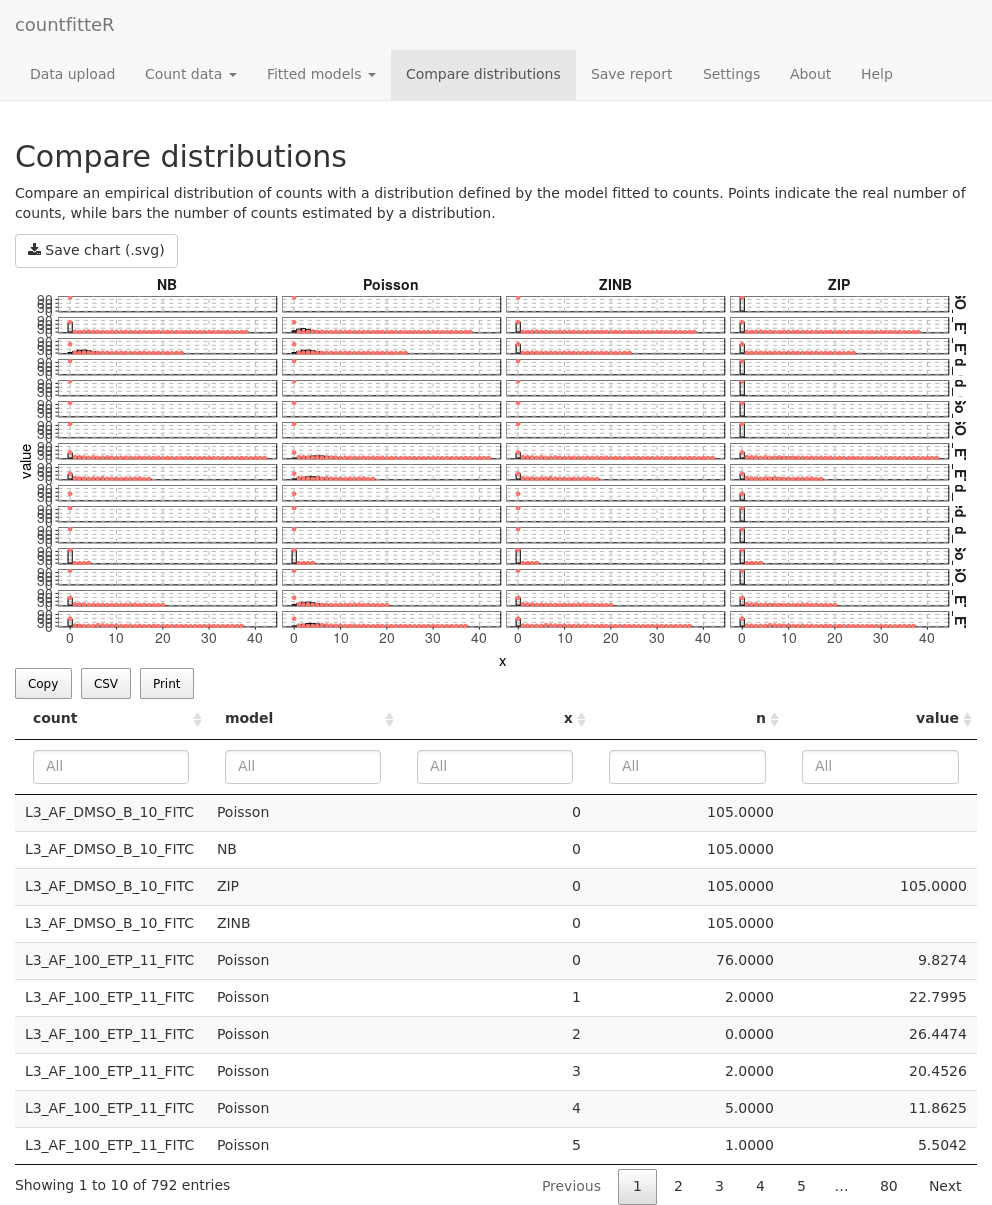 countfitteR
Data upload Count data Fitted models Compare distributions Save report Settings About Help
Compare distributions
Compare an empirical distribution of counts with a distribution defined by the model fitted to counts. Points indicate the real number of
counts, while bars the number of counts estimated by a distribution.
Save chart (.svg)
NB Poisson ZINB ZIP
value
0 10 20 30 40 0 10 20 30 40 0 10 20 30 40 0 10 20 30 40
x
Copy CSV Print
count model x n value
All All All All All
L3_AF_DMSO_B_10_FITC Poisson 0 105.0000
L3_AF_DMSO_B_10_FITC NB 0 105.0000
L3_AF_DMSO_B_10_FITC ZIP 0 105.0000 105.0000
L3_AF_DMSO_B_10_FITC ZINB 0 105.0000
L3_AF_100_ETP_11_FITC Poisson 0 76.0000 9.8274
L3_AF_100_ETP_11_FITC Poisson 1 2.0000 22.7995
L3_AF_100_ETP_11_FITC Poisson 2 0.0000 26.4474
L3_AF_100_ETP_11_FITC Poisson 3 2.0000 20.4526
L3_AF_100_ETP_11_FITC Poisson 4 5.0000 11.8625
L3_AF_100_ETP_11_FITC Poisson 5 1.0000 5.5042
Showing 1 to 10 of 792 entries Previous 1 2 3 4 5 … 80 Next